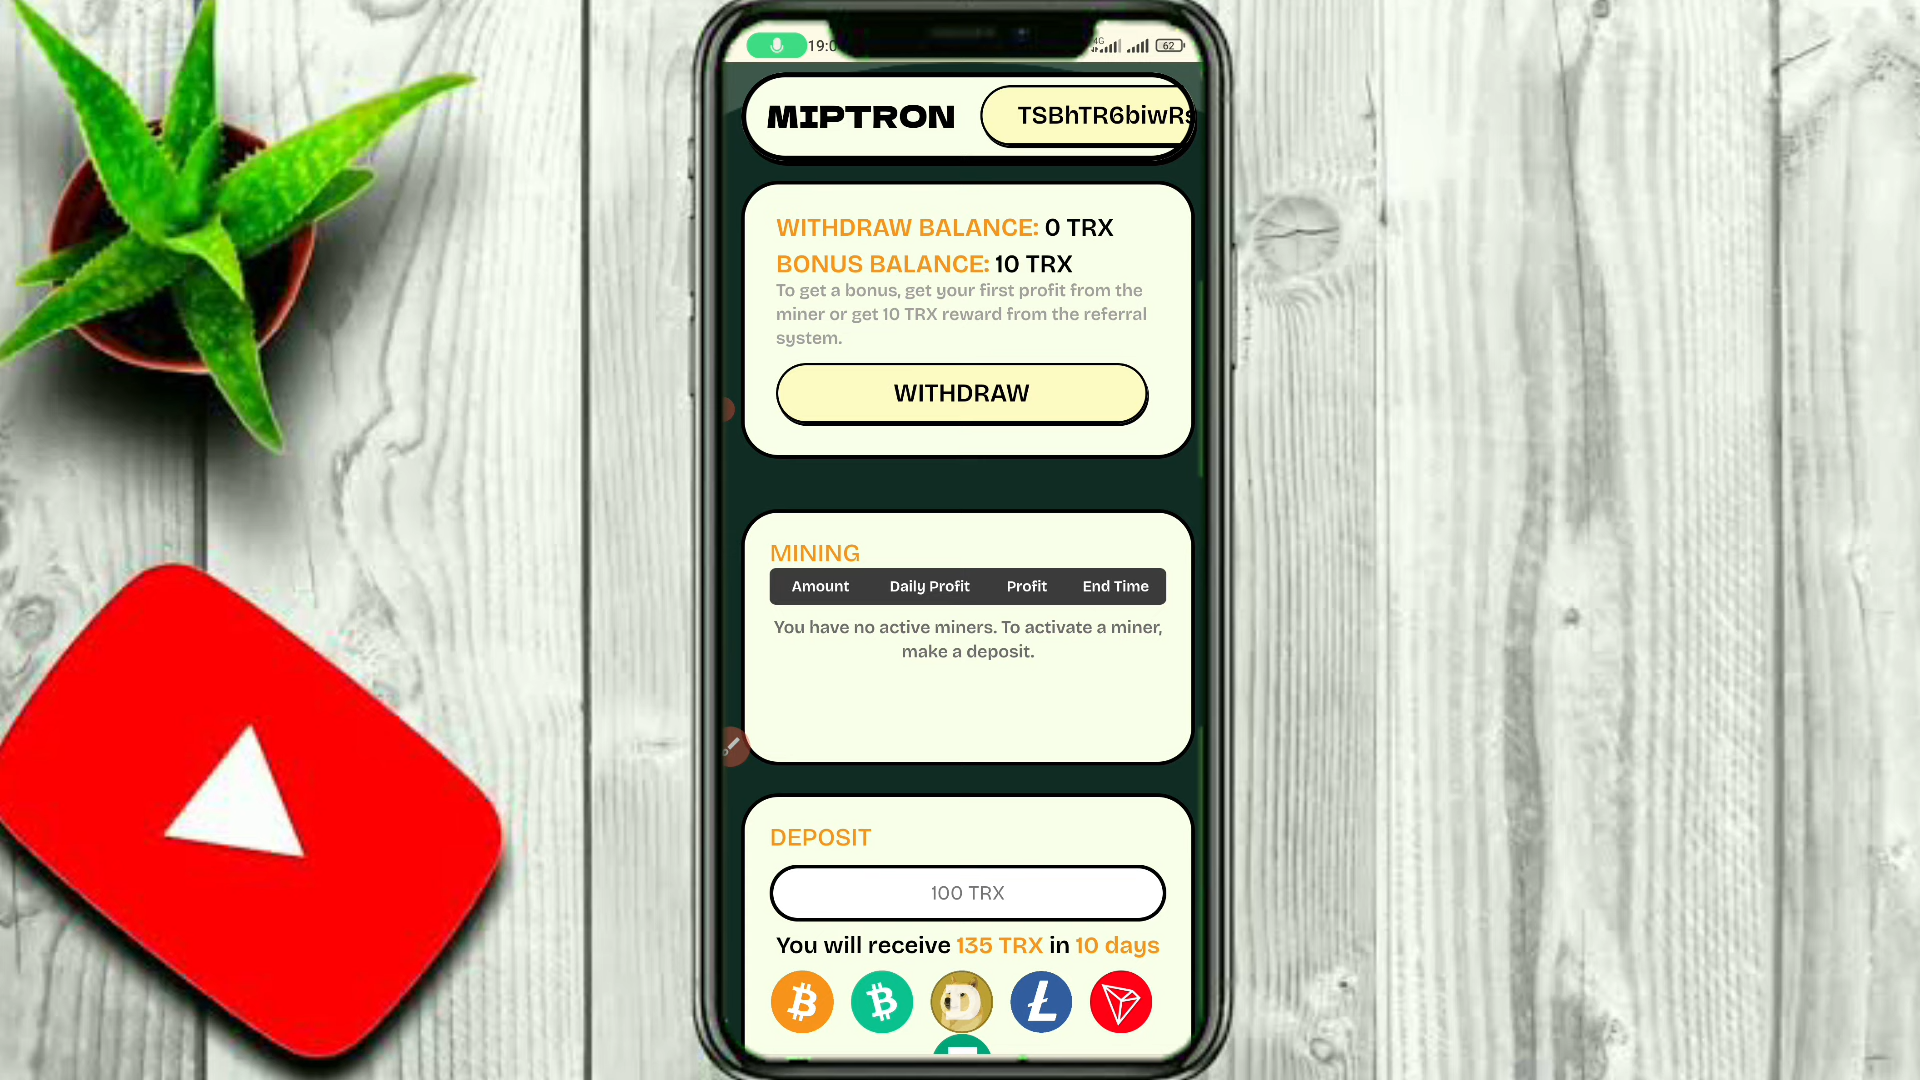 MIPTRON
TSBhTR6biwRs
WITHDRAW BALANCE: 0 TRX
BONUS BALANCE: 10 TRX
To get a bonus, get your first profit from the
miner or get 10 TRX reward from the referral
system.
WITHDRAW
MINING
Amount Daily Profit Profit End Time
You have no active miners. To activate a miner,
make a deposit.
DEPOSIT
100 TRX
You will receive 135 TRX in 10 days